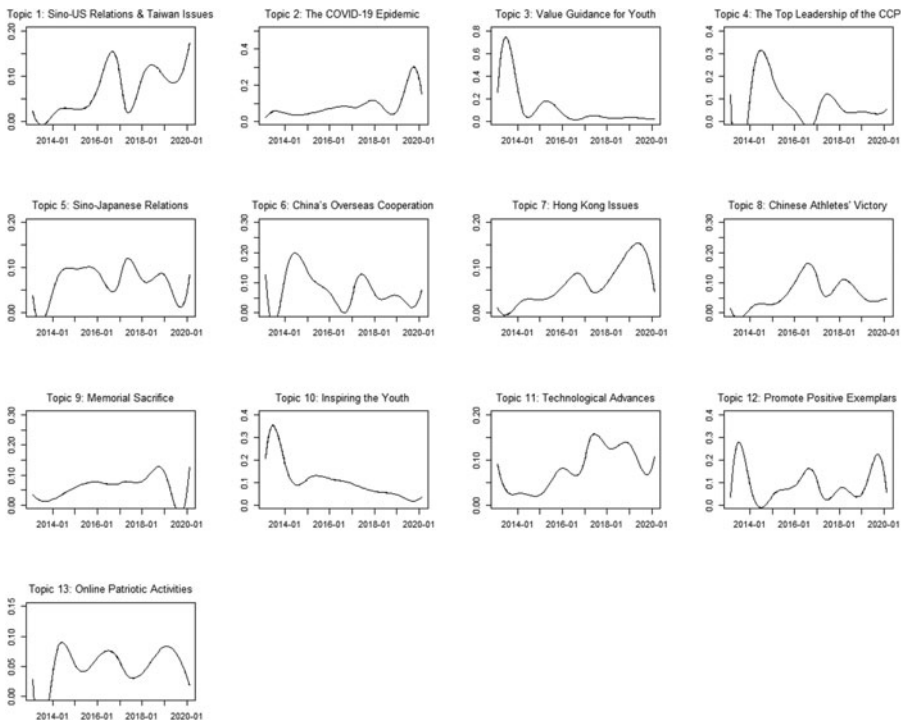 Topic 1: Sino-US Relations & Taiwan Issues
0.00 0.10 0.20
2014-01 2016-01 2018-01 2020-01
Topic 2: The COVID-19 Epidemic
0.0 0.2 0.4
2014-01 2016-01 2018-01 2020-01
Topic 3: Value Guidance for Youth
0.0 0.2 0.4 0.6 0.8
2014-01 2016-01 2018-01 2020-01
Topic 4: The Top Leadership of the CCP
0.0 0.1 0.2 0.3 0.4
2014-01 2016-01 2018-01 2020-01
Topic 5: Sino-Japanese Relations
0.00 0.10 0.20
2014-01 2016-01 2018-01 2020-01
Topic 6: China's Overseas Cooperation
0.00 0.10 0.20 0.30
2014-01 2016-01 2018-01 2020-01
Topic 7: Hong Kong Issues
0.00 0.10 0.20
2014-01 2016-01 2018-01 2020-01
Topic 8: Chinese Athletes' Victory
0.00 0.10 0.20 0.30
2014-01 2016-01 2018-01 2020-01
Topic 9: Memorial Sacrifice
0.00 0.10 0.20 0.30
2014-01 2016-01 2018-01 2020-01
Topic 10: Inspiring the Youth
0.0 0.1 0.2 0.3 0.4
2014-01 2016-01 2018-01 2020-01
Topic 11: Technological Advances
0.00 0.10 0.20
2014-01 2016-01 2018-01 2020-01
Topic 12: Promote Positive Exemplars
0.0 0.1 0.2 0.3 0.4
2014-01 2016-01 2018-01 2020-01
Topic 13: Online Patriotic Activities
0.00 0.05 0.10 0.15
2014-01 2016-01 2018-01 2020-01